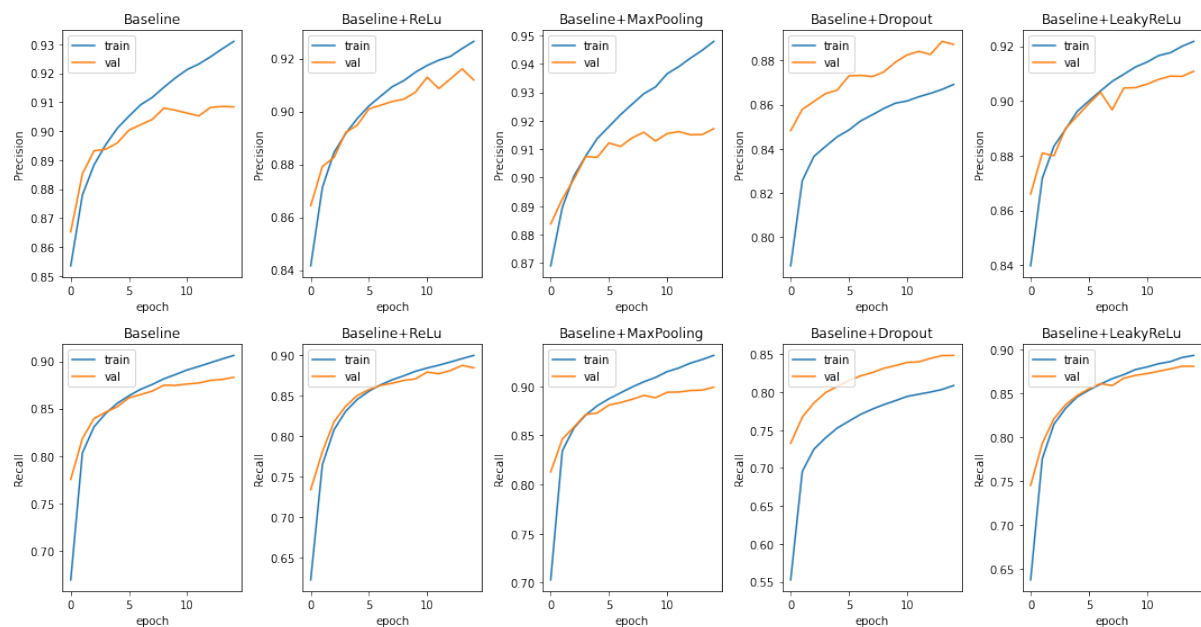 Baseline
Baseline+ReLu
Baseline+MaxPooling
Baseline+Dropout
Baseline+LeakyReLu
Precision
0.93
0.92
0.91
0.90
0.89
0.88
0.87
0.86
0.85
train
val
0
5
10
epoch
Precision
0.92
0.90
0.88
0.86
0.84
train
val
0
5
10
epoch
Precision
0.95
0.94
0.93
0.92
0.91
0.90
0.89
0.88
0.87
train
val
0
5
10
epoch
Precision
0.88
0.86
0.84
0.82
0.80
train
val
0
5
10
epoch
Precision
0.92
0.90
0.88
0.86
0.84
train
val
0
5
10
epoch
Baseline
Baseline+ReLu
Baseline+MaxPooling
Baseline+Dropout
Baseline+LeakyReLu
Recall
0.90
0.85
0.80
0.75
0.70
train
val
0
5
10
epoch
Recall
0.90
0.85
0.80
0.75
0.70
0.65
train
val
0
5
10
epoch
Recall
0.90
0.85
0.80
0.75
0.70
train
val
0
5
10
epoch
Recall
0.85
0.80
0.75
0.70
0.65
0.60
0.55
train
val
0
5
10
epoch
Recall
0.90
0.85
0.80
0.75
0.70
0.65
train
val
0
5
10
epoch